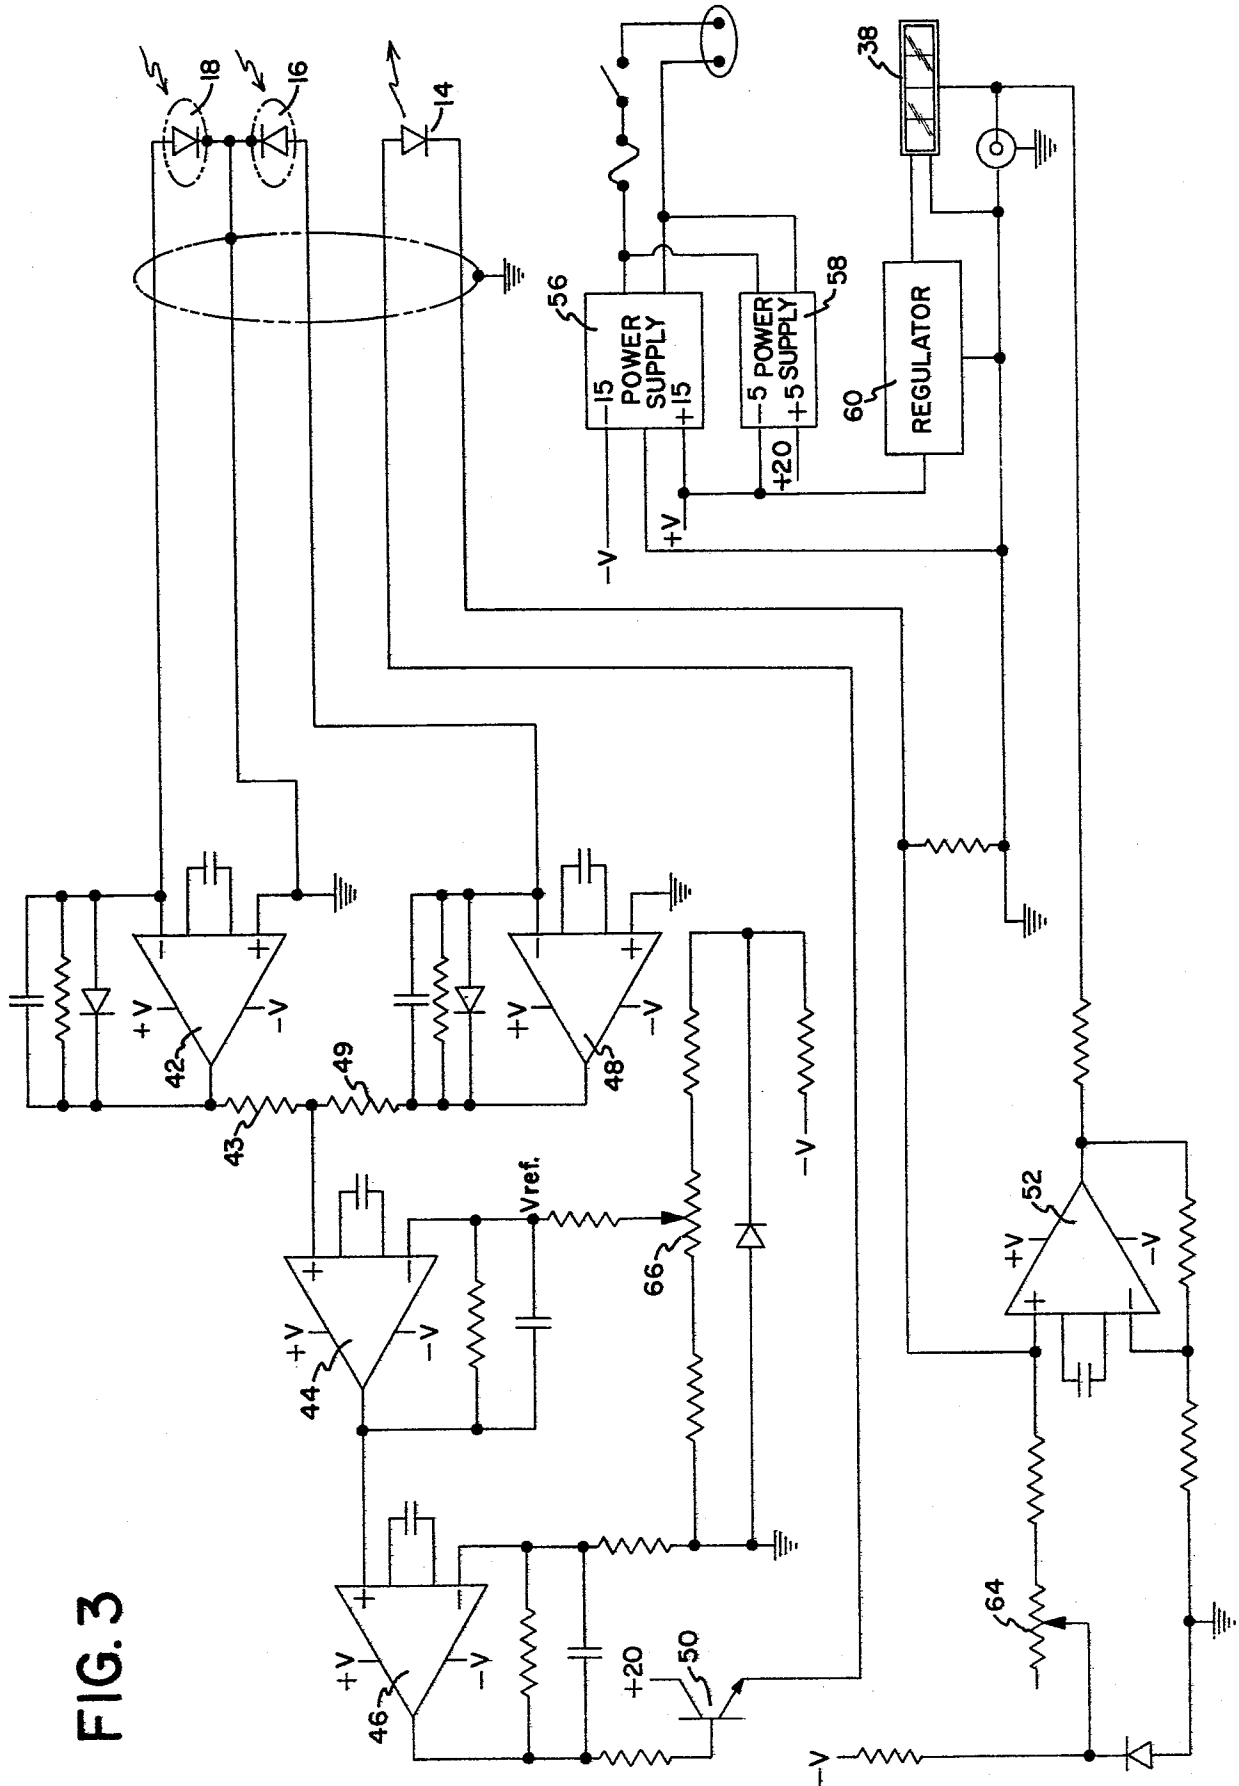 FIG. 3
18
16
14
38
56
-15
POWER
SUPPLY
+15
58
-5 POWER
SUPPLY
+5
60
REGULATOR
-V
+V
+20
42
+V
-V
43
49
48
+V
-V
44
+V
-V
Vref.
66
-V
46
+V
-V
+20
50
52
+V
-V
64
-V